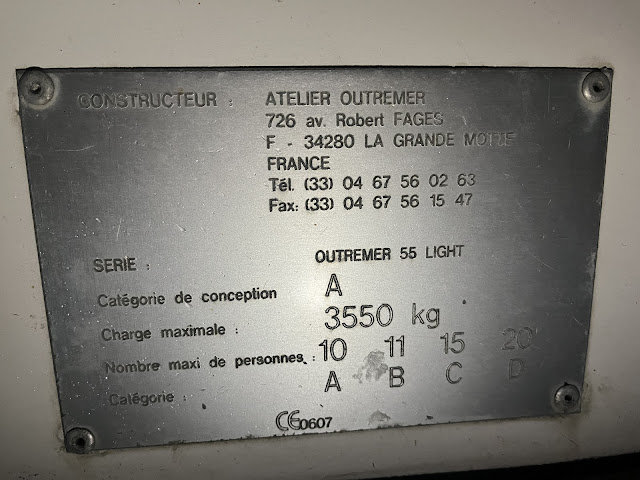 CONSTRUCTEUR : ATELIER OUTREMER
726 av. Robert FAGES
F - 34280 LA GRANDE MOTTE
FRANCE
Tél. (33) 04 67 56 02 63
Fax: (33) 04 67 56 15 47
SERIE : OUTREMER 55 LIGHT
Catégorie de conception A
Charge maximale : 3550 kg
Nombre maxi de personnes : 10 11 15 20
Catégorie : A B C D
CE0607